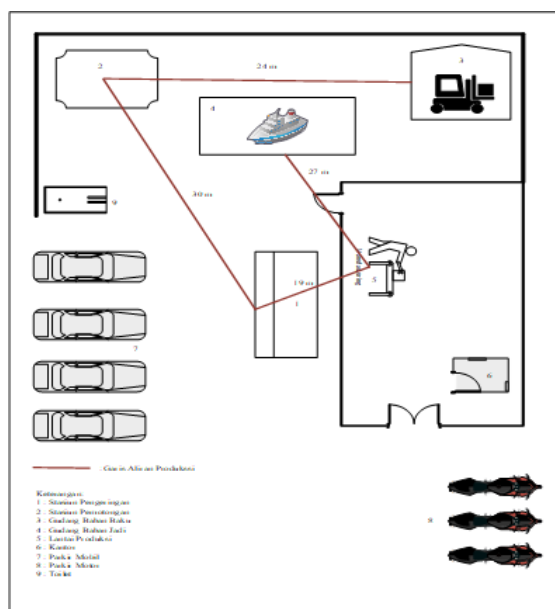 2
24 m
3
4
27 m
30 m
9
19 m
1
5
7
6
: Garis Aliran Produksi
Keterangan:
1 . Stasiun Pengeringan
2 . Stasiun Pemotongan
3 : Gudang Bahan Baku
4 : Gudang Bahan Jadi
5 : Lantai Produksi
6 : Kantor
7 : Parkir Mobil
8 : Parkir Motor
9 : Toilet
8